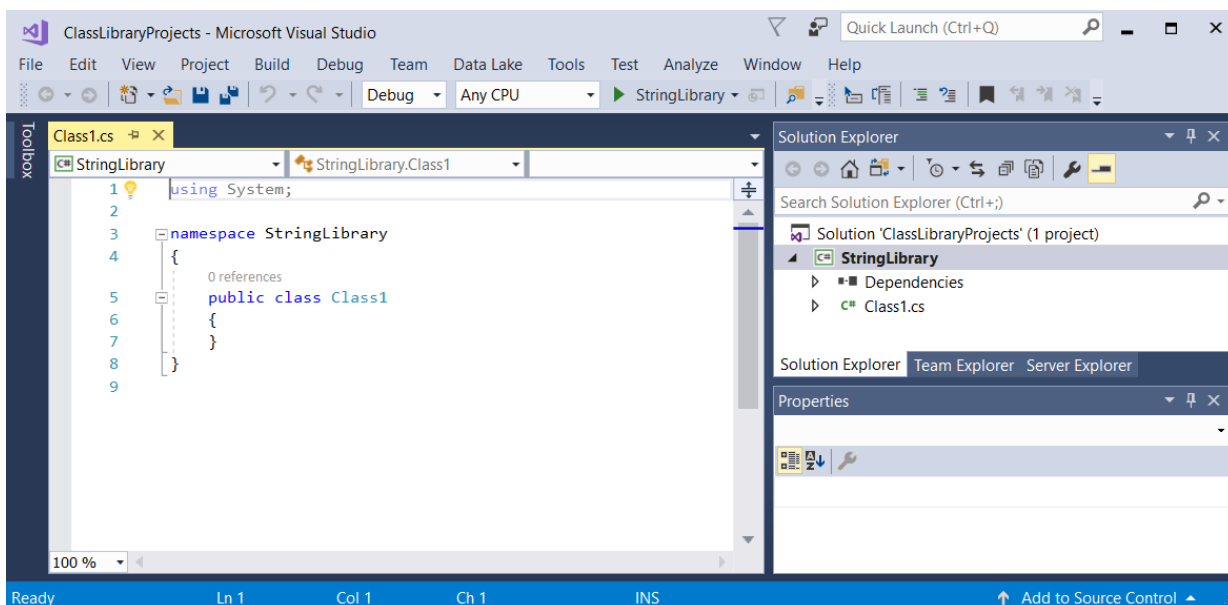 ClassLibraryProjects - Microsoft Visual Studio
Quick Launch (Ctrl+Q)
File Edit View Project Build Debug Team Data Lake Tools Test Analyze Window Help
Debug Any CPU StringLibrary
Toolbox
Class1.cs
C# StringLibrary StringLibrary.Class1
1 using System;
2
3 namespace StringLibrary
4 {
0 references
5 public class Class1
6 {
7 }
8 }
9
100 %
Solution Explorer
Search Solution Explorer (Ctrl+;)
Solution 'ClassLibraryProjects' (1 project)
C# StringLibrary
Dependencies
C# Class1.cs
Solution Explorer Team Explorer Server Explorer
Properties
Ready Ln 1 Col 1 Ch 1 INS Add to Source Control